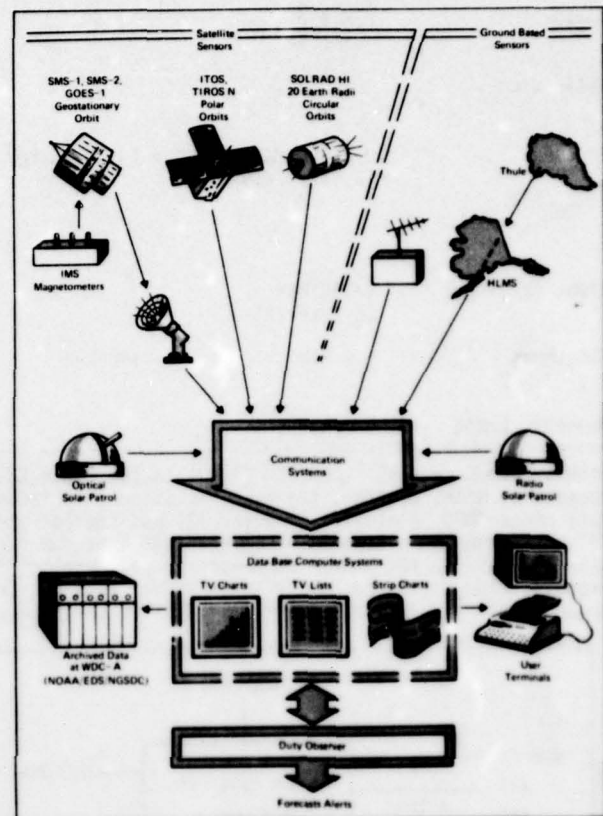 Satellite
Sensors
Ground Based
Sensors
SMS-1, SMS-2,
GOES-1
Geostationary
Orbit
ITOS,
TIROS N
Polar
Orbits
SOLRAD HI
20 Earth Radii
Circular
Orbits
Thule
IMS
Magnetometers
HLMS
Optical
Solar Patrol
Communication
Systems
Radio
Solar Patrol
Data Base Computer Systems
TV Charts
TV Lists
Strip Charts
Archived Data
at WDC-A
(NOAA/EDS/NGSDC)
User
Terminals
Duty Observer
Forecasts Alerts